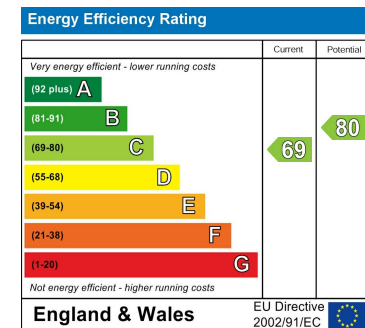 Energy Efficiency Rating
Current Potential
Very energy efficient - lower running costs
(92 plus) A
(81-91) B
(69-80) C
(55-68) D
(39-54) E
(21-38) F
(1-20) G
69
80
Not energy efficient - higher running costs
England & Wales
EU Directive
2002/91/EC